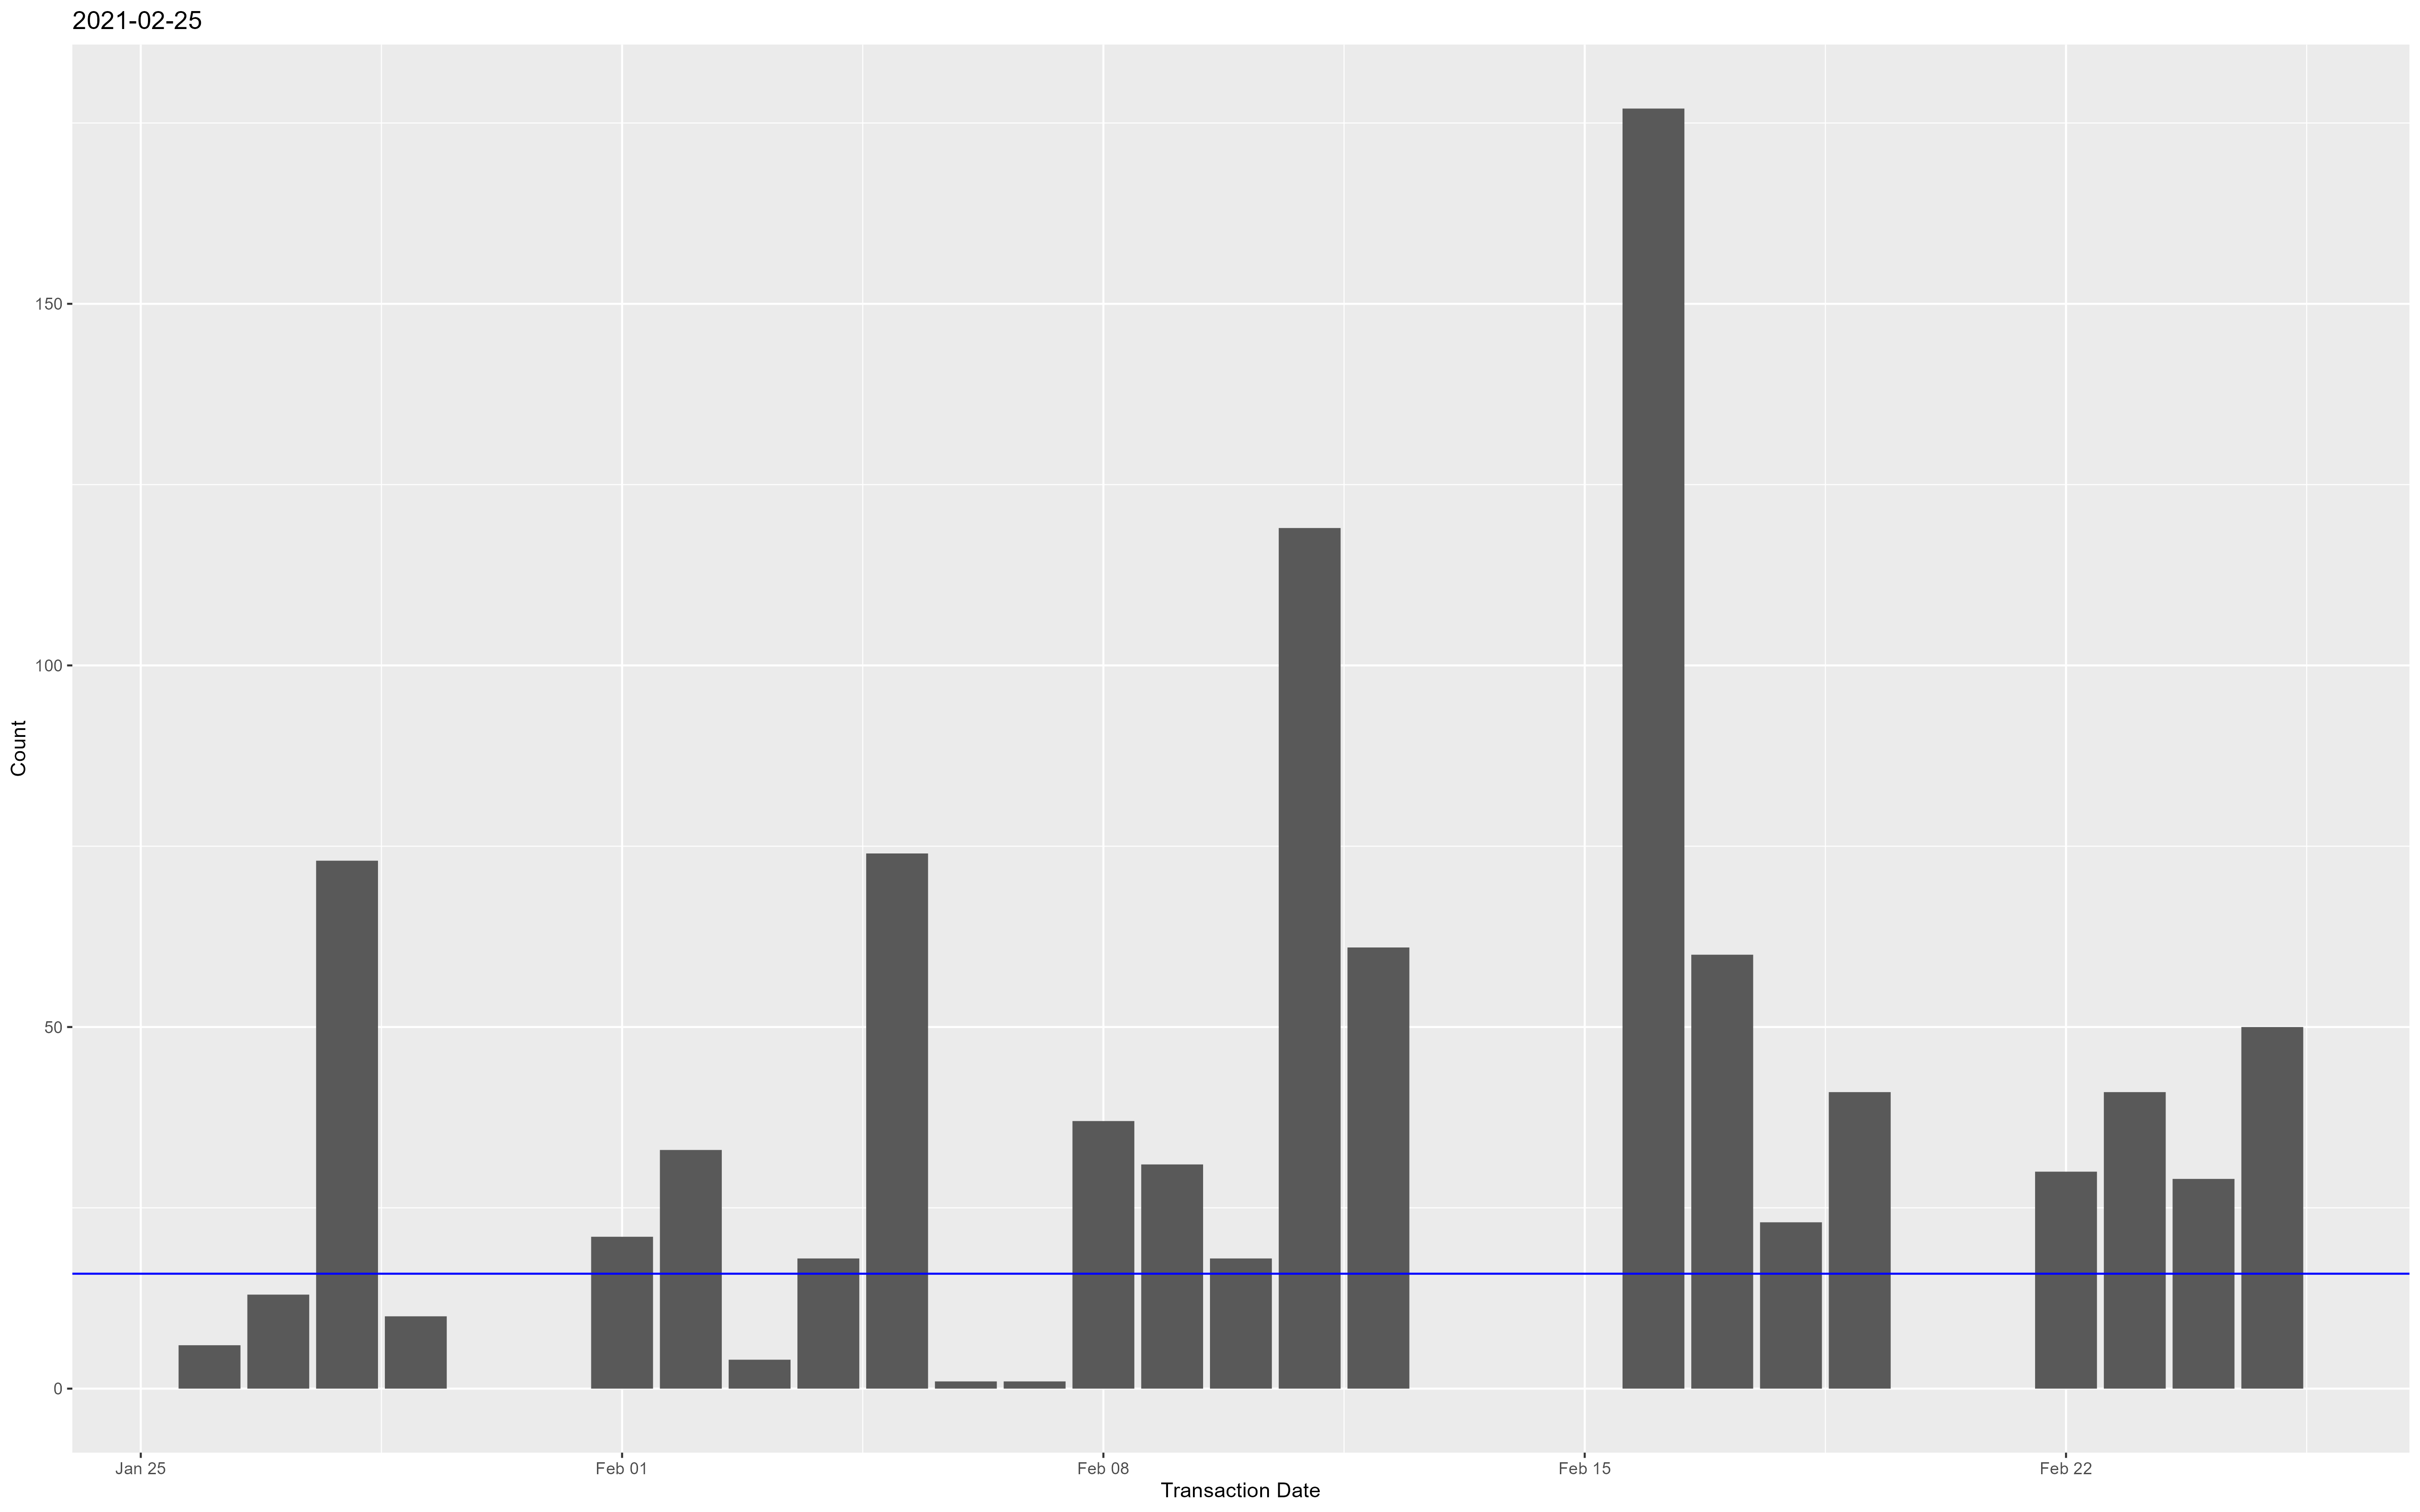 2021-02-25
Count
150
100
50
0
Jan 25
Feb 01
Feb 08
Feb 15
Feb 22
Transaction Date